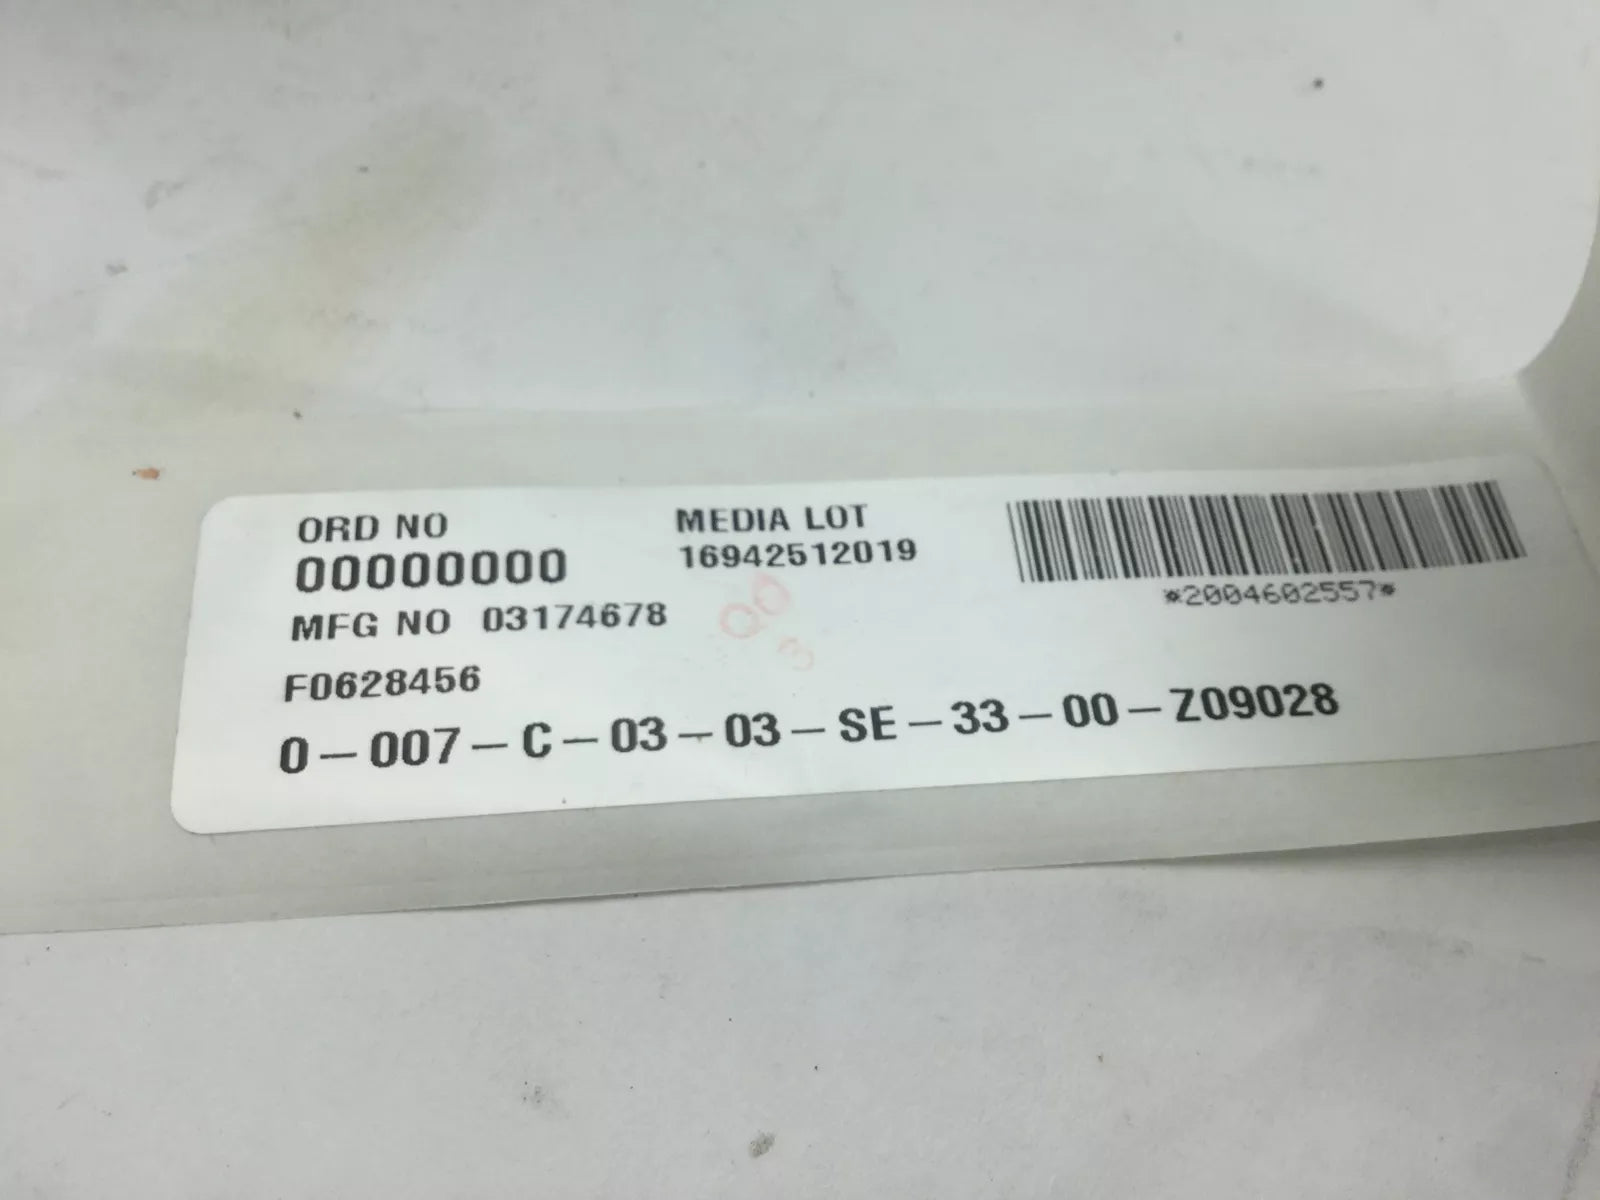 ORD NO
00000000
MFG NO 03174678
F0628456
0-007-C-03-03-SE-33-00-Z09028
MEDIA LOT
16942512019
*2004602557*